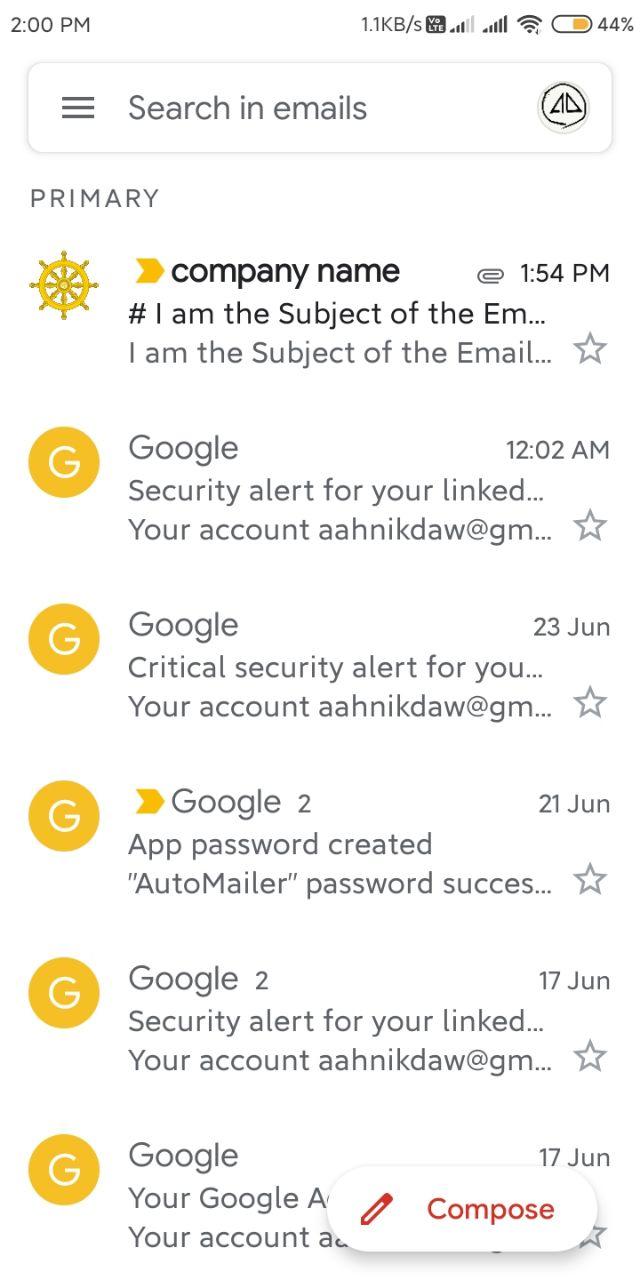 2:00 PM 1.1KB/s Vo LTE 44%
Search in emails
PRIMARY
company name 1:54 PM
# I am the Subject of the Em...
I am the Subject of the Email...
G Google 12:02 AM
Security alert for your linked...
Your account aahnikdaw@gm...
G Google 23 Jun
Critical security alert for you...
Your account aahnikdaw@gm...
G Google 2 21 Jun
App password created
"AutoMailer" password succes...
G Google 2 17 Jun
Security alert for your linked...
Your account aahnikdaw@gm...
G Google 17 Jun
Your Google
Your account
Compose